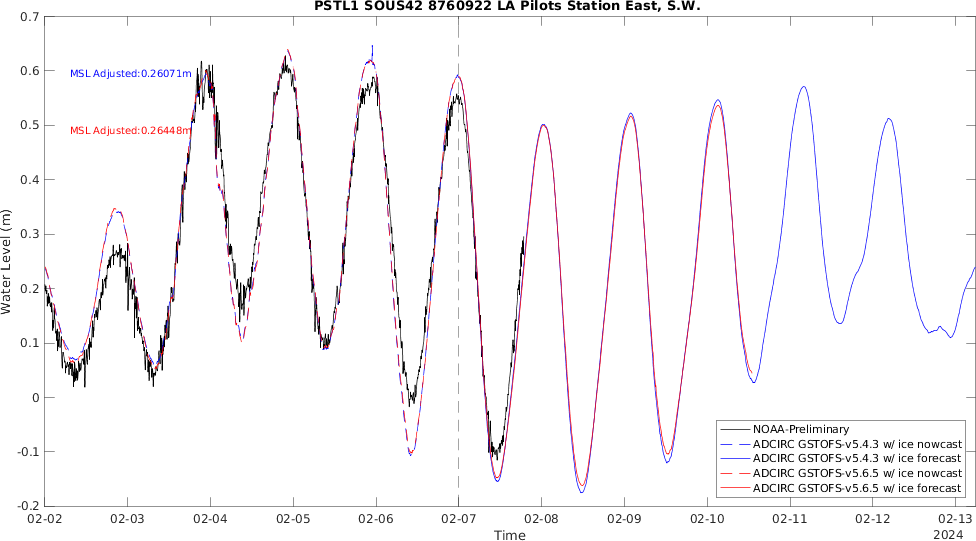 PSTL1 SOUS42 8760922 LA Pilots Station East, S.W.
0.7
0.6
0.5
0.4
0.3
0.2
0.1
0
-0.1
-0.2
Water Level (m)
MSL Adjusted:0.26071m
MSL Adjusted:0.26448m
NOAA-Preliminary
ADCIRC GSTOFS-v5.4.3 w/ ice nowcast
ADCIRC GSTOFS-v5.4.3 w/ ice forecast
ADCIRC GSTOFS-v5.6.5 w/ ice nowcast
ADCIRC GSTOFS-v5.6.5 w/ ice forecast
02-02 02-03 02-04 02-05 02-06 02-07 02-08 02-09 02-10 02-11 02-12 02-13
Time
2024